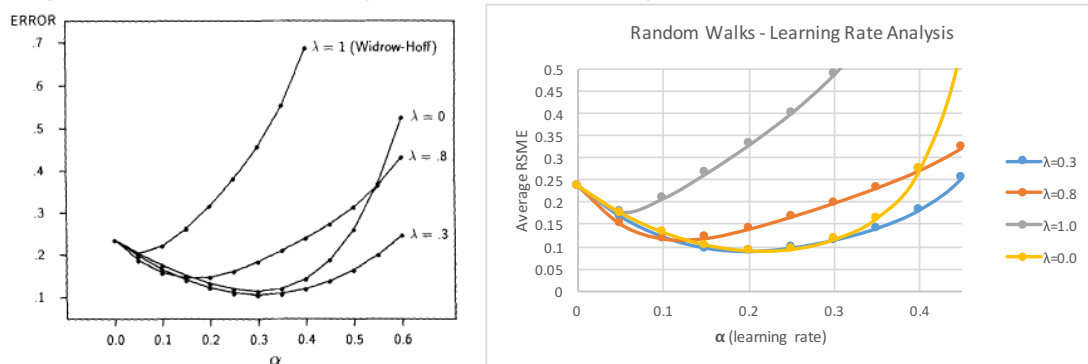 ERROR
.7
.6
.5
.4
.3
.2
.1
0.0 0.1 0.2 0.3 0.4 0.5 0.6
α
λ = 1 (Widrow-Hoff)
λ = 0
λ = .8
λ = .3
Random Walks - Learning Rate Analysis
Average RSME
0.5
0.45
0.4
0.35
0.3
0.25
0.2
0.15
0.1
0.05
0
0 0.1 0.2 0.3 0.4
α (learning rate)
λ=0.3
λ=0.8
λ=1.0
λ=0.0